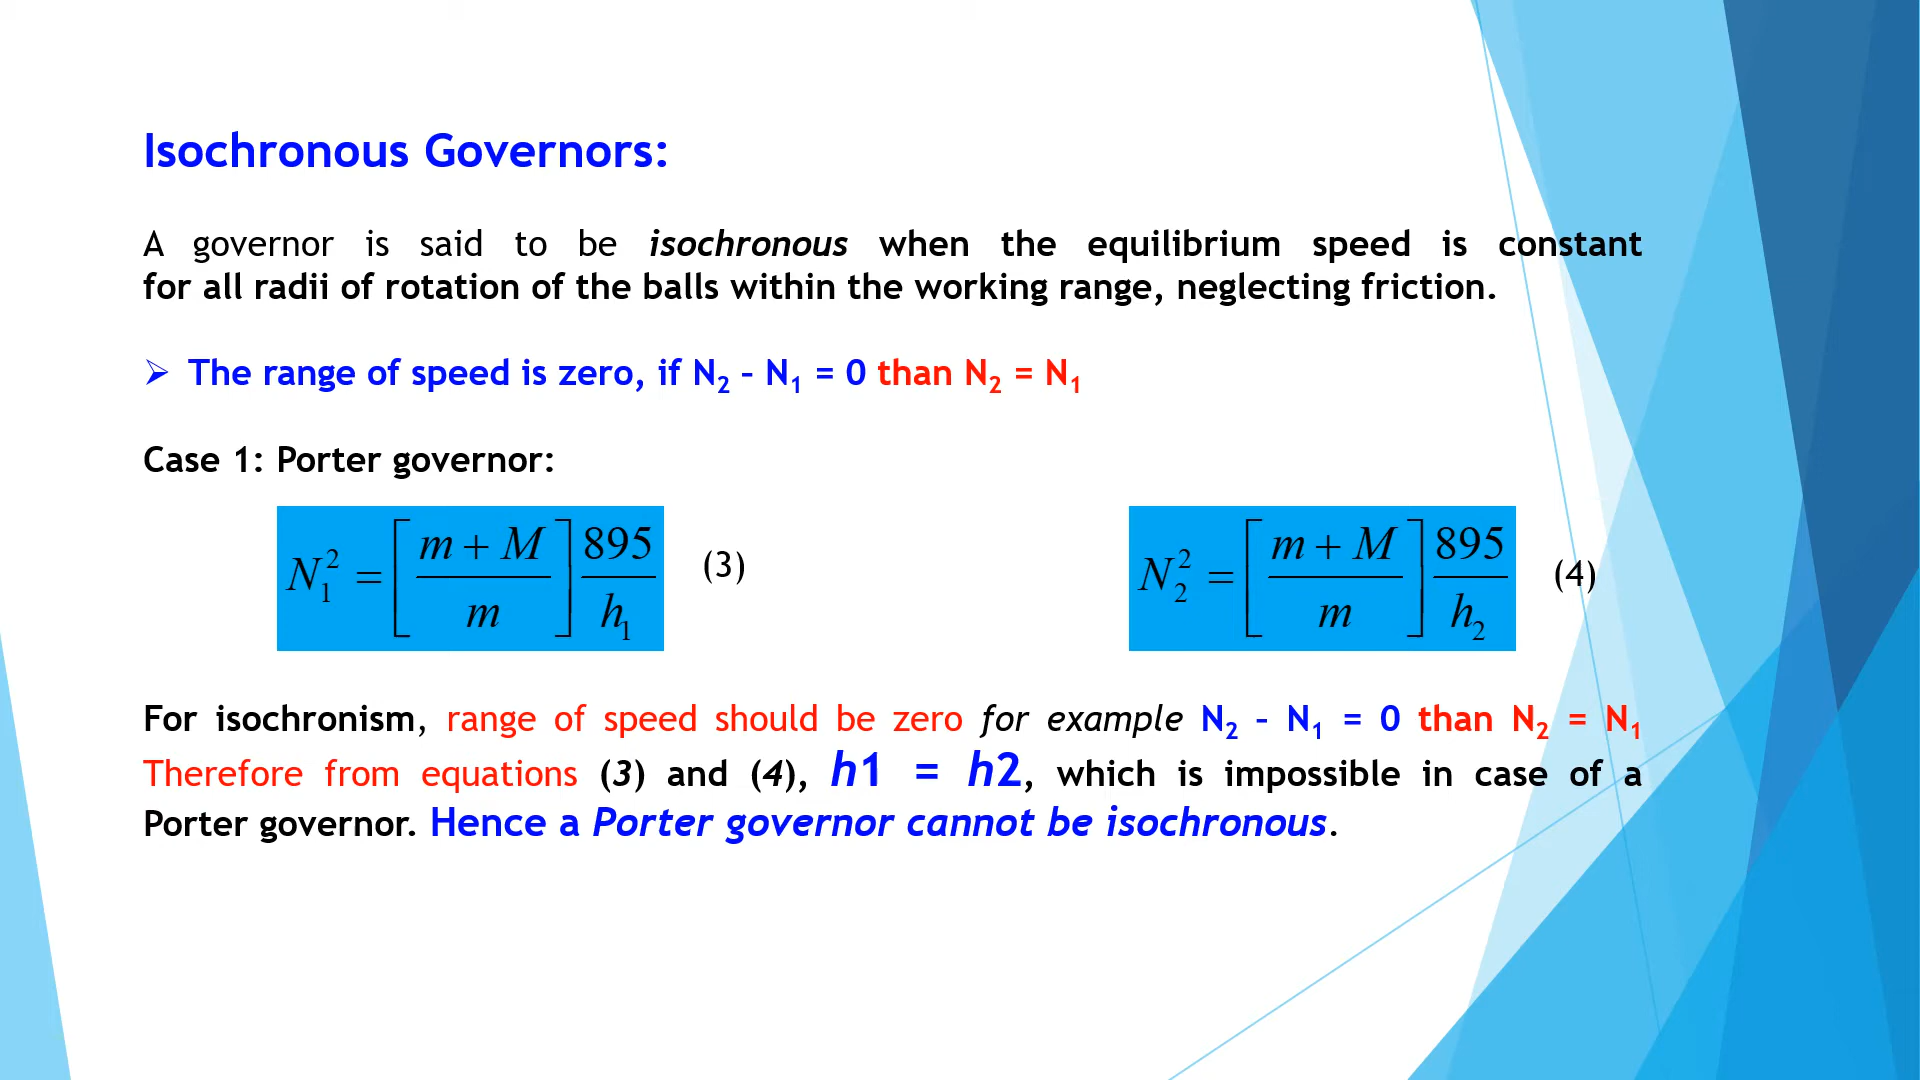 Isochronous Governors:
A governor is said to be isochronous when the equilibrium speed is constant
for all radii of rotation of the balls within the working range, neglecting friction.
➢ The range of speed is zero, if N₂ – N₁ = 0 than N₂ = N₁
Case 1: Porter governor:
N₁² = [m + M / m] 895 / h₁ (3)
N₂² = [m + M / m] 895 / h₂ (4)
For isochronism, range of speed should be zero for example N₂ – N₁ = 0 than N₂ = N₁
Therefore from equations (3) and (4), h1 = h2, which is impossible in case of a
Porter governor. Hence a Porter governor cannot be isochronous.